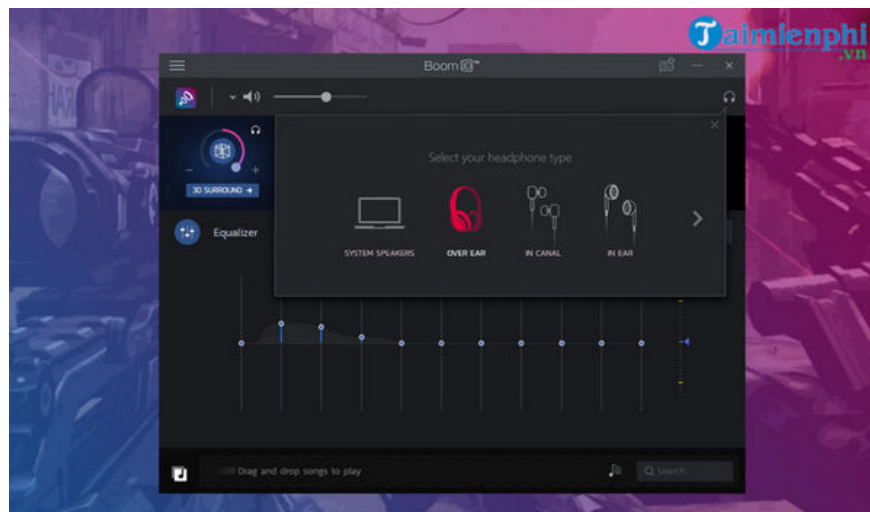 Taimienphi
.vn
Boom 3D™
Select your headphone type
3D SURROUND
SYSTEM SPEAKERS
OVER EAR
IN CANAL
IN EAR
Equalizer
Drag and drop songs to play
Search